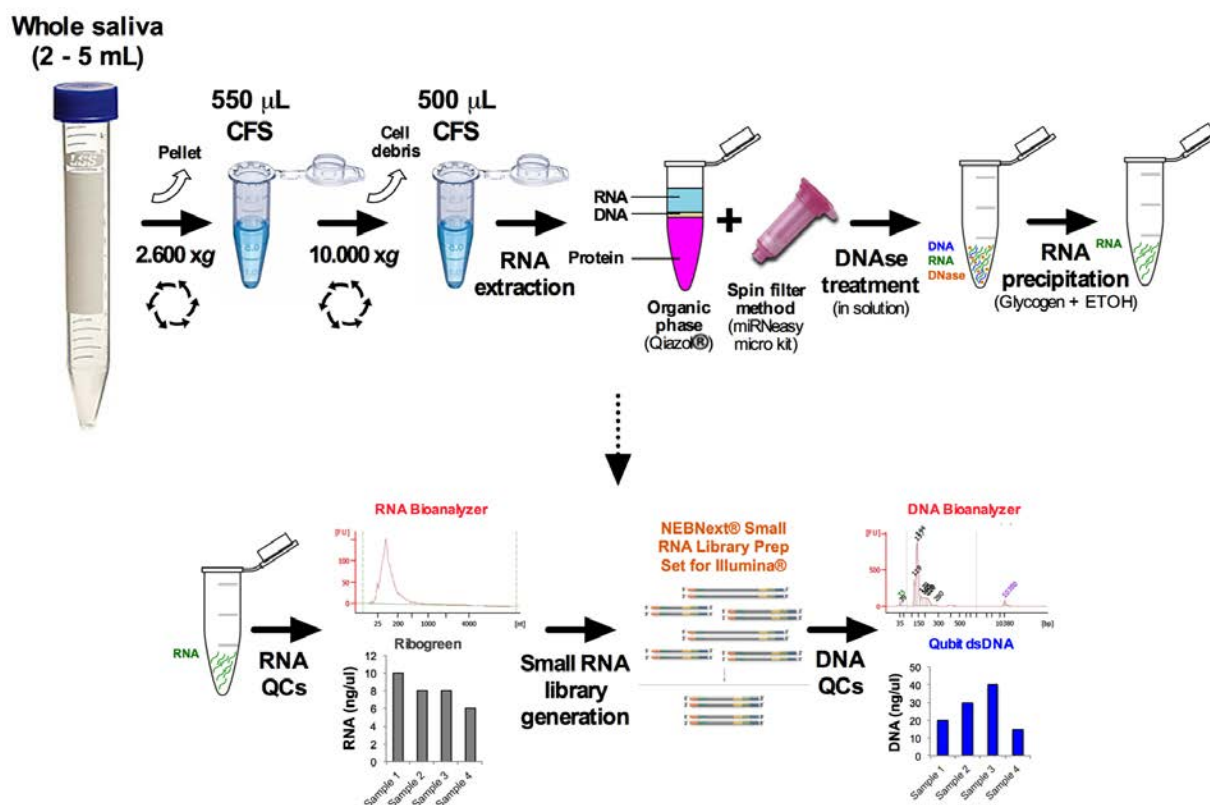 Whole saliva
(2 - 5 mL)
550 μL
CFS
500 μL
CFS
Pellet
Cell
debris
2.600 xg
10.000 xg
RNA
extraction
RNA
DNA
Protein
+
Organic
phase
(Qiazol®)
Spin filter
method
(miRNeasy
micro kit)
DNAse
treatment
(in solution)
DNA
RNA
DNase
RNA
precipitation
(Glycogen + ETOH)
RNA
RNA
RNA
QCs
RNA Bioanalyzer
[FU]
100
50
0
25
200
1000
4000
[nt]
Ribogreen
RNA (ng/ul)
12
10
8
6
4
2
0
Sample 1
Sample 2
Sample 3
Sample 4
Small RNA
library
generation
NEBNext® Small
RNA Library Prep
Set for Illumina®
DNA
QCs
DNA Bioanalyzer
[FU]
500
0
35
150
300
500
10380
[bp]
Qubit dsDNA
DNA (ng/ul)
50
40
30
20
10
0
Sample 1
Sample 2
Sample 3
Sample 4